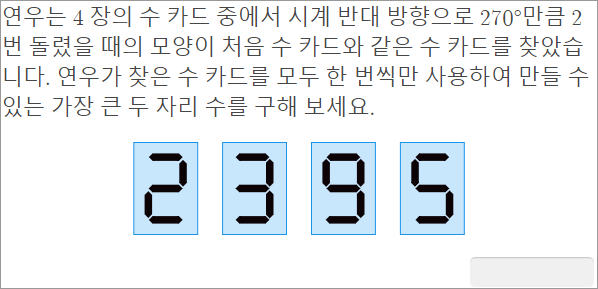 연우는 4 장의 수 카드 중에서 시계 반대 방향으로 270°만큼 2
번 돌렸을 때의 모양이 처음 수 카드와 같은 수 카드를 찾았습
니다. 연우가 찾은 수 카드를 모두 한 번씩만 사용하여 만들 수
있는 가장 큰 두 자리 수를 구해 보세요.
2 3 9 5